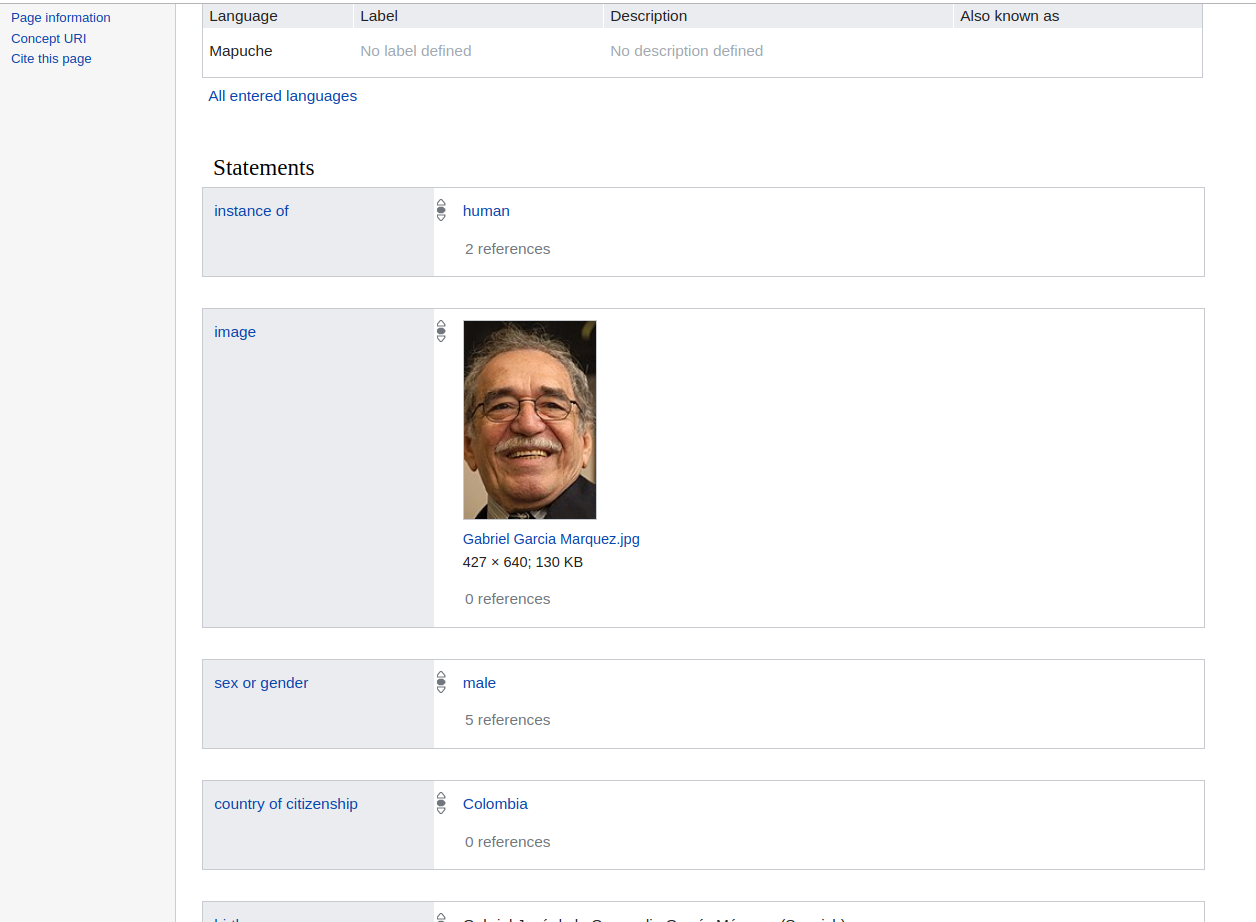 Page information
Concept URI
Cite this page
Language Label Description Also known as
Mapuche No label defined No description defined
All entered languages
Statements
instance of human
2 references
image
Gabriel Garcia Marquez.jpg
427 × 640; 130 KB
0 references
sex or gender male
5 references
country of citizenship Colombia
0 references